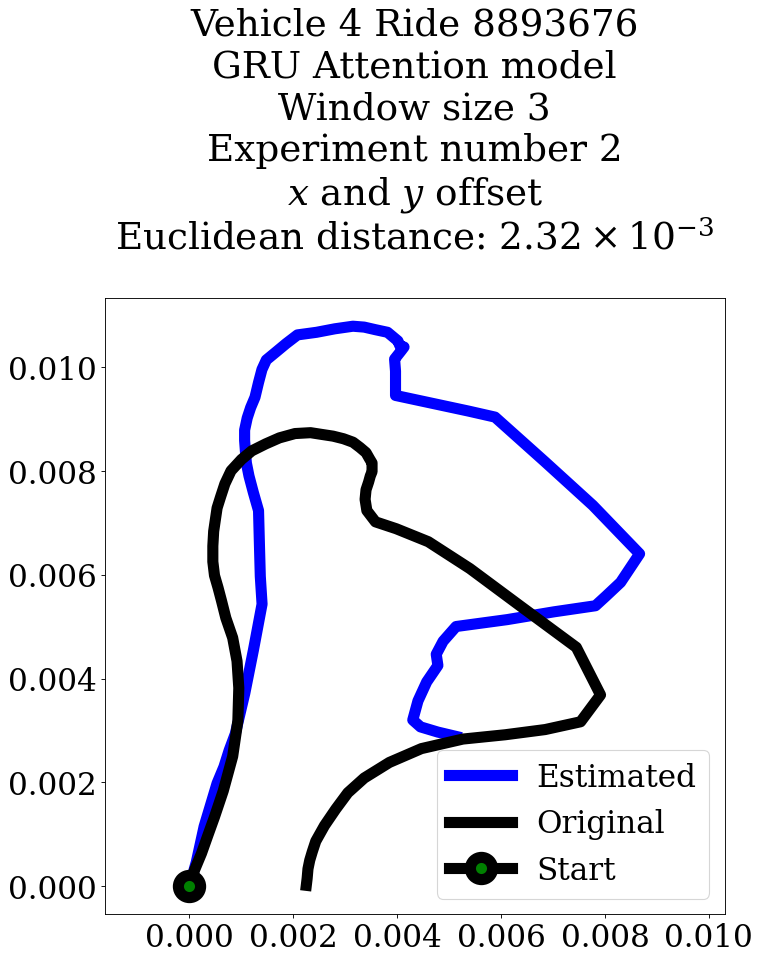 Vehicle 4 Ride 8893676
GRU Attention model
Window size 3
Experiment number 2
x and y offset
Euclidean distance: 2.32 × 10⁻³
0.010
0.008
0.006
0.004
0.002
0.000
Estimated
Original
Start
0.000 0.002 0.004 0.006 0.008 0.010